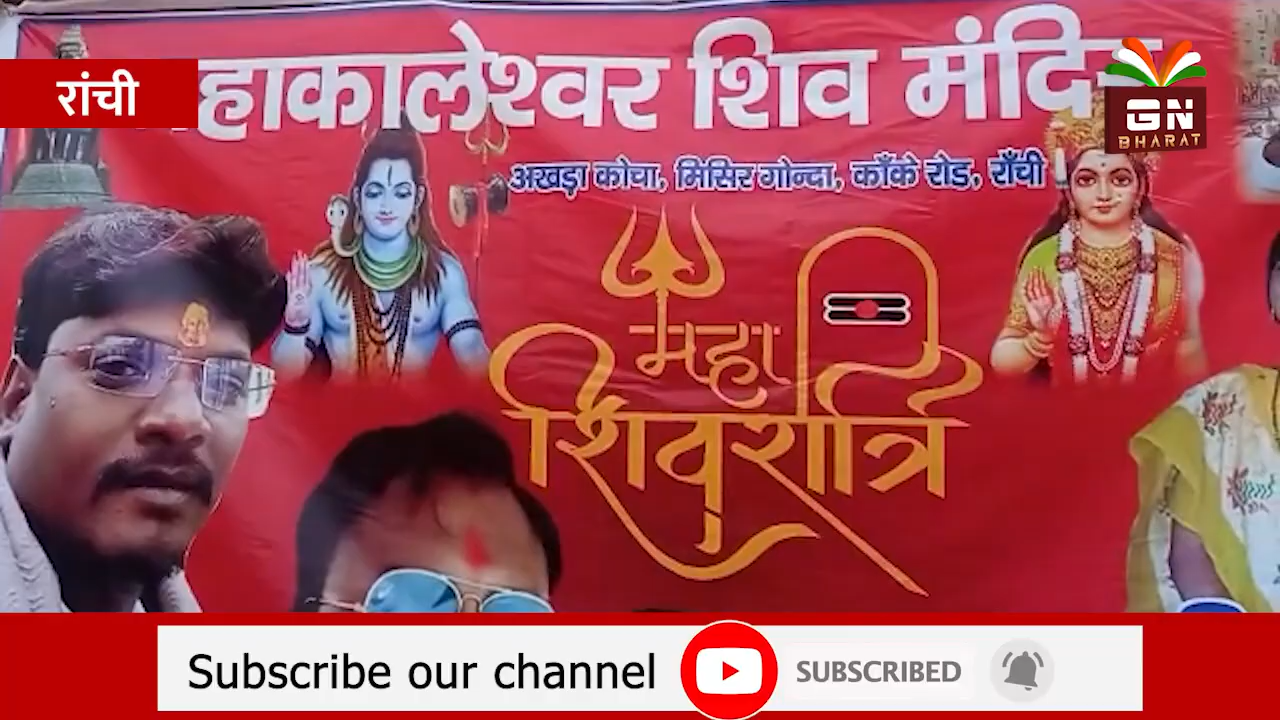 रांची
हाकालेश्वर शिव मंदि
GN
BHARAT
अखड़ा कोचा, मिसिर गोन्दा, काँके रोड, राँची
महा
शिवरात्रि
Subscribe our channel
SUBSCRIBED